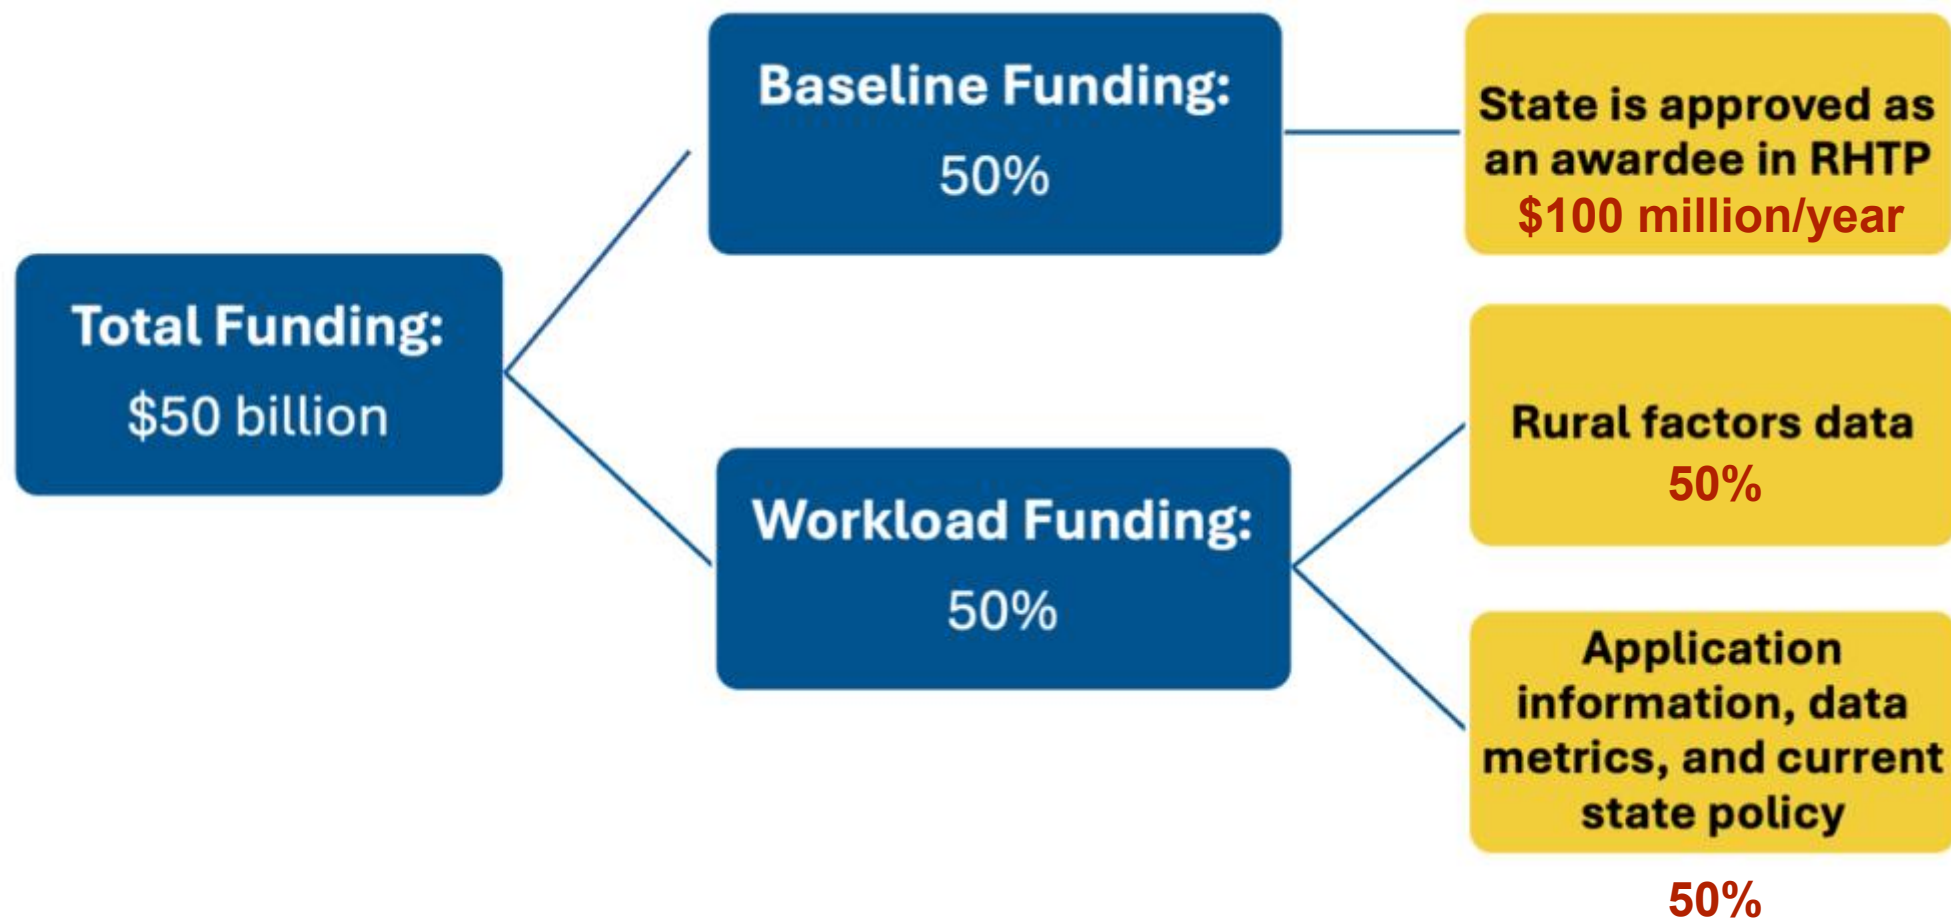 Total Funding:
$50 billion
Baseline Funding:
50%
State is approved as
an awardee in RHTP
$100 million/year
Workload Funding:
50%
Rural factors data
50%
Application
information, data
metrics, and current
state policy
50%